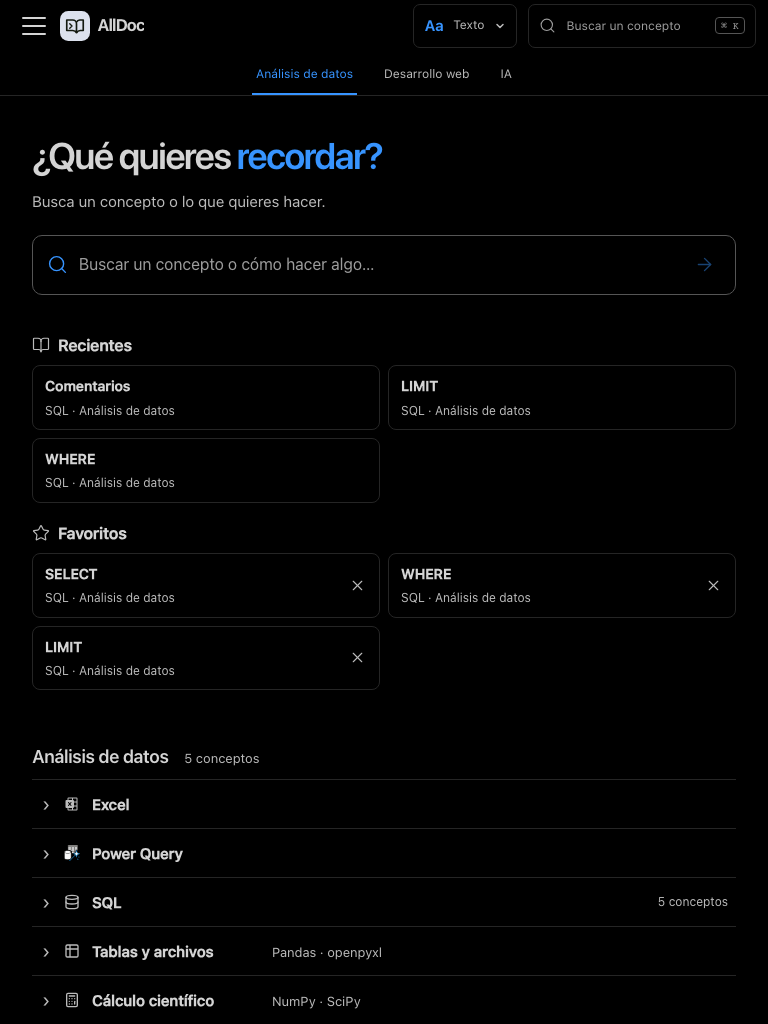 AllDoc
Aa Texto
Buscar un concepto ⌘ K
Análisis de datos Desarrollo web IA
¿Qué quieres recordar?
Busca un concepto o lo que quieres hacer.
Buscar un concepto o cómo hacer algo...
Recientes
Comentarios
SQL · Análisis de datos
LIMIT
SQL · Análisis de datos
WHERE
SQL · Análisis de datos
Favoritos
SELECT
SQL · Análisis de datos
WHERE
SQL · Análisis de datos
LIMIT
SQL · Análisis de datos
Análisis de datos 5 conceptos
Excel
Power Query
SQL 5 conceptos
Tablas y archivos Pandas · openpyxl
Cálculo científico NumPy · SciPy